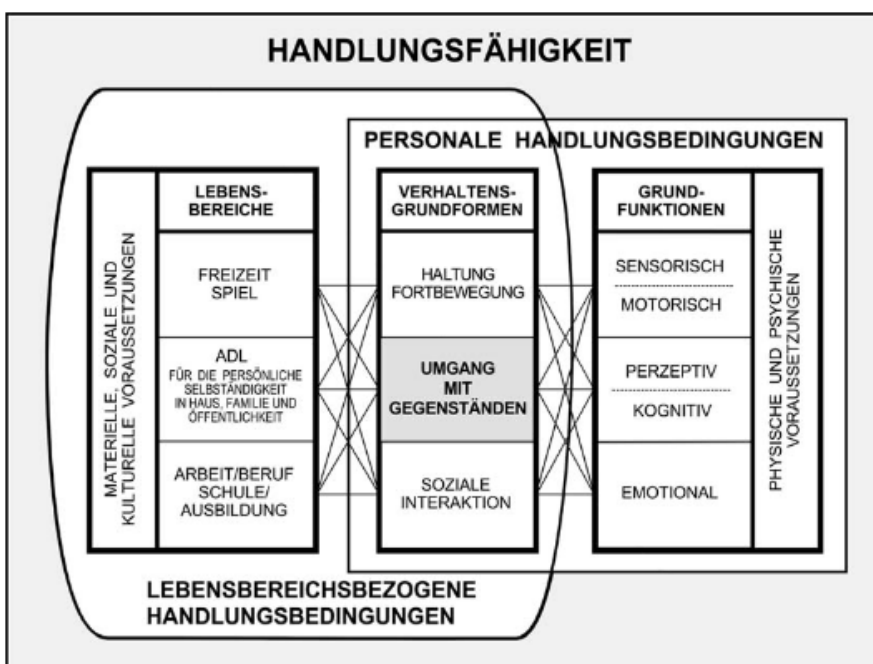 HANDLUNGSFÄHIGKEIT
PERSONALE HANDLUNGSBEDINGUNGEN
MATERIELLE, SOZIALE UND
KULTURELLE VORAUSSETZUNGEN
LEBENS-
BEREICHE
FREIZEIT
SPIEL
ADL
FÜR DIE PERSÖNLICHE
SELBSTÄNDIGKEIT
IN HAUS, FAMILIE UND
ÖFFENTLICHKEIT
ARBEIT/BERUF
SCHULE/
AUSBILDUNG
VERHALTENS-
GRUNDFORMEN
HALTUNG
FORTBEWEGUNG
UMGANG
MIT
GEGENSTÄNDEN
SOZIALE
INTERAKTION
GRUND-
FUNKTIONEN
SENSORISCH
MOTORISCH
PERZEPTIV
KOGNITIV
EMOTIONAL
PHYSISCHE UND PSYCHISCHE
VORAUSSETZUNGEN
LEBENSBEREICHSBEZOGENE
HANDLUNGSBEDINGUNGEN